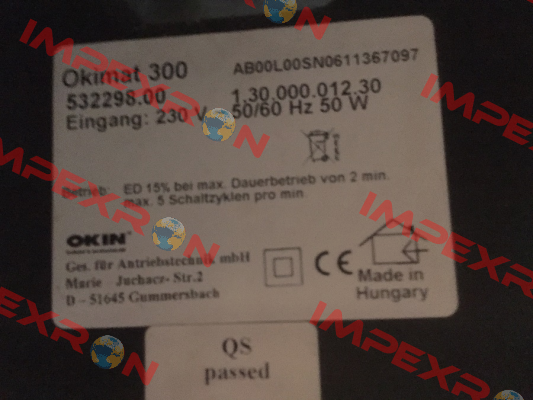 Okimat 300
AB00L00SN0611367097
532298.00
1.30.000.012.30
Eingang: 230 V
50/60 Hz 50 W
Betrieb: ED 15% bei max. Dauerbetrieb von 2 min.
max. 5 Schaltzyklen pro min.
OKIN
Ges. für Antriebstechnik mbH
Marie - Juchacz- Str.2
D - 51645 Gummersbach
CE
Made in
Hungary
QS
passed
IMPEXRON
IMPEXRON
IMPEXRON
IMPEXRON
IMPEXRON
IMPEXRON